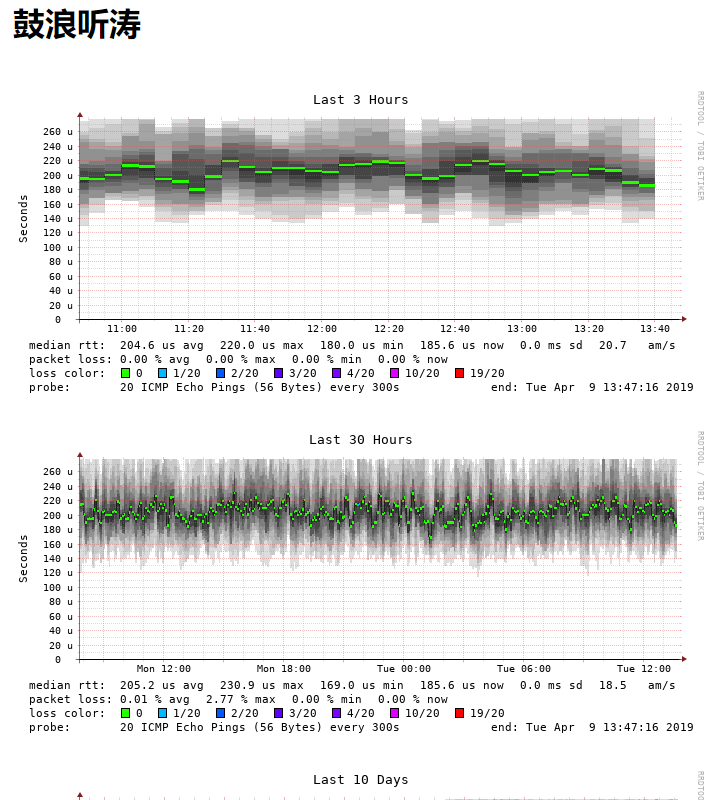 鼓浪听涛
Last 3 Hours
RRDTOOL / TOBI OETIKER
Seconds
260 u
240 u
220 u
200 u
180 u
160 u
140 u
120 u
100 u
80 u
60 u
40 u
20 u
0
11:00 11:20 11:40 12:00 12:20 12:40 13:00 13:20 13:40
median rtt: 204.6 us avg 220.0 us max 180.0 us min 185.6 us now 0.0 ms sd 20.7 am/s
packet loss: 0.00 % avg 0.00 % max 0.00 % min 0.00 % now
loss color: 0 1/20 2/20 3/20 4/20 10/20 19/20
probe: 20 ICMP Echo Pings (56 Bytes) every 300s end: Tue Apr 9 13:47:16 2019
Last 30 Hours
RRDTOOL / TOBI OETIKER
Seconds
260 u
240 u
220 u
200 u
180 u
160 u
140 u
120 u
100 u
80 u
60 u
40 u
20 u
0
Mon 12:00 Mon 18:00 Tue 00:00 Tue 06:00 Tue 12:00
median rtt: 205.2 us avg 230.9 us max 169.0 us min 185.6 us now 0.0 ms sd 18.5 am/s
packet loss: 0.01 % avg 2.77 % max 0.00 % min 0.00 % now
loss color: 0 1/20 2/20 3/20 4/20 10/20 19/20
probe: 20 ICMP Echo Pings (56 Bytes) every 300s end: Tue Apr 9 13:47:16 2019
Last 10 Days